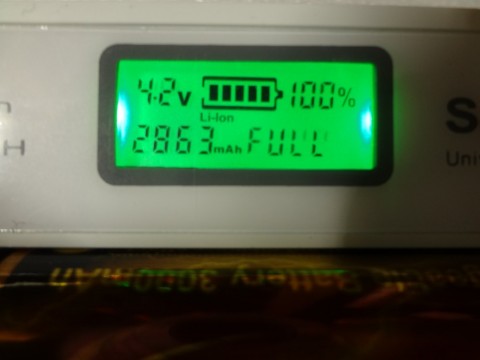 4.2V 100%
Li-Ion
2863mAh FULL
S
Uni
H
Battery 3000mAh